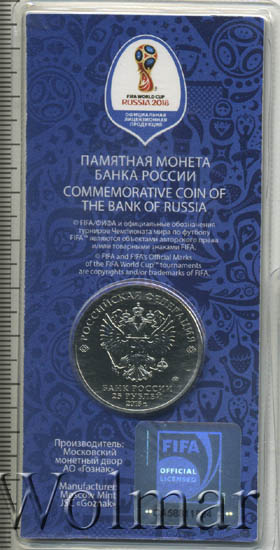 FIFA WORLD CUP
RUSSIA 2018
ОФИЦИАЛЬНАЯ
ЛИЦЕНЗИОННАЯ
ПРОДУКЦИЯ
ПАМЯТНАЯ МОНЕТА
БАНКА РОССИИ
COMMEMORATIVE COIN OF
THE BANK OF RUSSIA
© FIFA/ФИФА и официальные обозначения
турниров Чемпионата мира по футболу
FIFA™ являются объектами авторского права
и/или товарными знаками FIFA.
© FIFA and FIFA's Official Marks
of the FIFA World Cup™ tournaments
are copyrights and/or trademarks of FIFA.
РОССИЙСКАЯ ФЕДЕРАЦИЯ
БАНК РОССИИ
25 РУБЛЕЙ
2018 г.
Производитель:
Московский
монетный двор
АО «Гознак»
Manufacturer:
Moscow Mint
JSC «Goznak»
FIFA
OFFICIAL
LICENSED
Wolmar